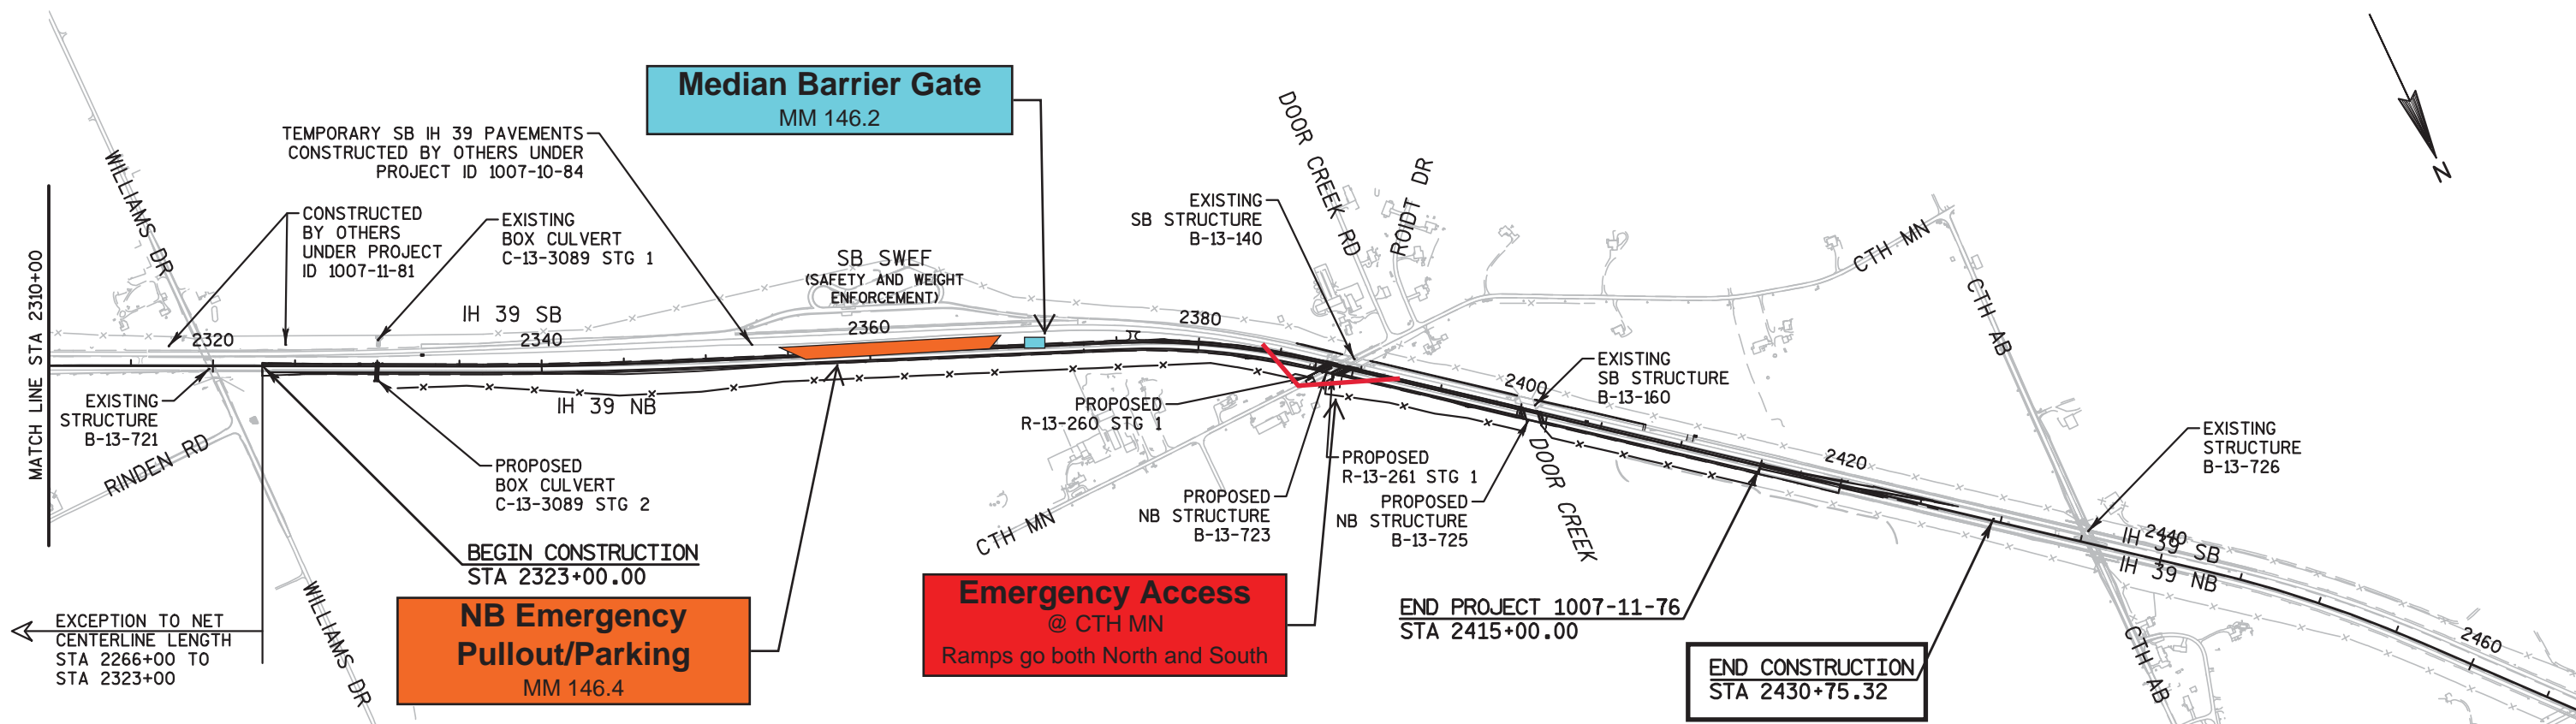 Median Barrier Gate
MM 146.2
TEMPORARY SB IH 39 PAVEMENTS
CONSTRUCTED BY OTHERS UNDER
PROJECT ID 1007-10-84
DOOR CREEK RD
ROIDT DR
N
WILLIAMS DR
MATCH LINE STA 2310+00
CONSTRUCTED
BY OTHERS
UNDER PROJECT
ID 1007-11-81
EXISTING
BOX CULVERT
C-13-3089 STG 1
SB SWEF
(SAFETY AND WEIGHT
ENFORCEMENT)
EXISTING
SB STRUCTURE
B-13-140
CTH MN
CTH AB
IH 39 SB
2320
2340
2360
2380
2400
2420
2440
2460
EXISTING
SB STRUCTURE
B-13-160
EXISTING
STRUCTURE
B-13-721
RINDEN RD
IH 39 NB
PROPOSED
R-13-260 STG 1
PROPOSED
BOX CULVERT
C-13-3089 STG 2
PROPOSED
R-13-261 STG 1
PROPOSED
NB STRUCTURE
B-13-723
PROPOSED
NB STRUCTURE
B-13-725
DOOR CREEK
EXISTING
STRUCTURE
B-13-726
CTH MN
IH 39 SB
IH 39 NB
BEGIN CONSTRUCTION
STA 2323+00.00
EXCEPTION TO NET
CENTERLINE LENGTH
STA 2266+00 TO
STA 2323+00
WILLIAMS DR
NB Emergency
Pullout/Parking
MM 146.4
Emergency Access
@ CTH MN
Ramps go both North and South
END PROJECT 1007-11-76
STA 2415+00.00
END CONSTRUCTION
STA 2430+75.32
CTH AB